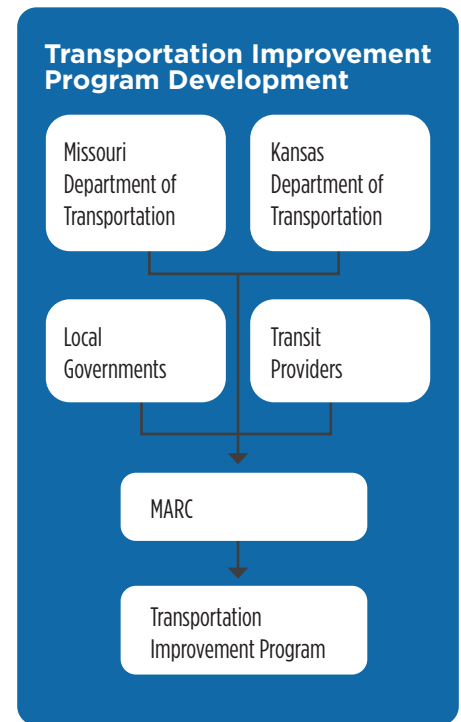 Transportation Improvement
Program Development
Missouri
Department of
Transportation
Kansas
Department of
Transportation
Local
Governments
Transit
Providers
MARC
Transportation
Improvement Program